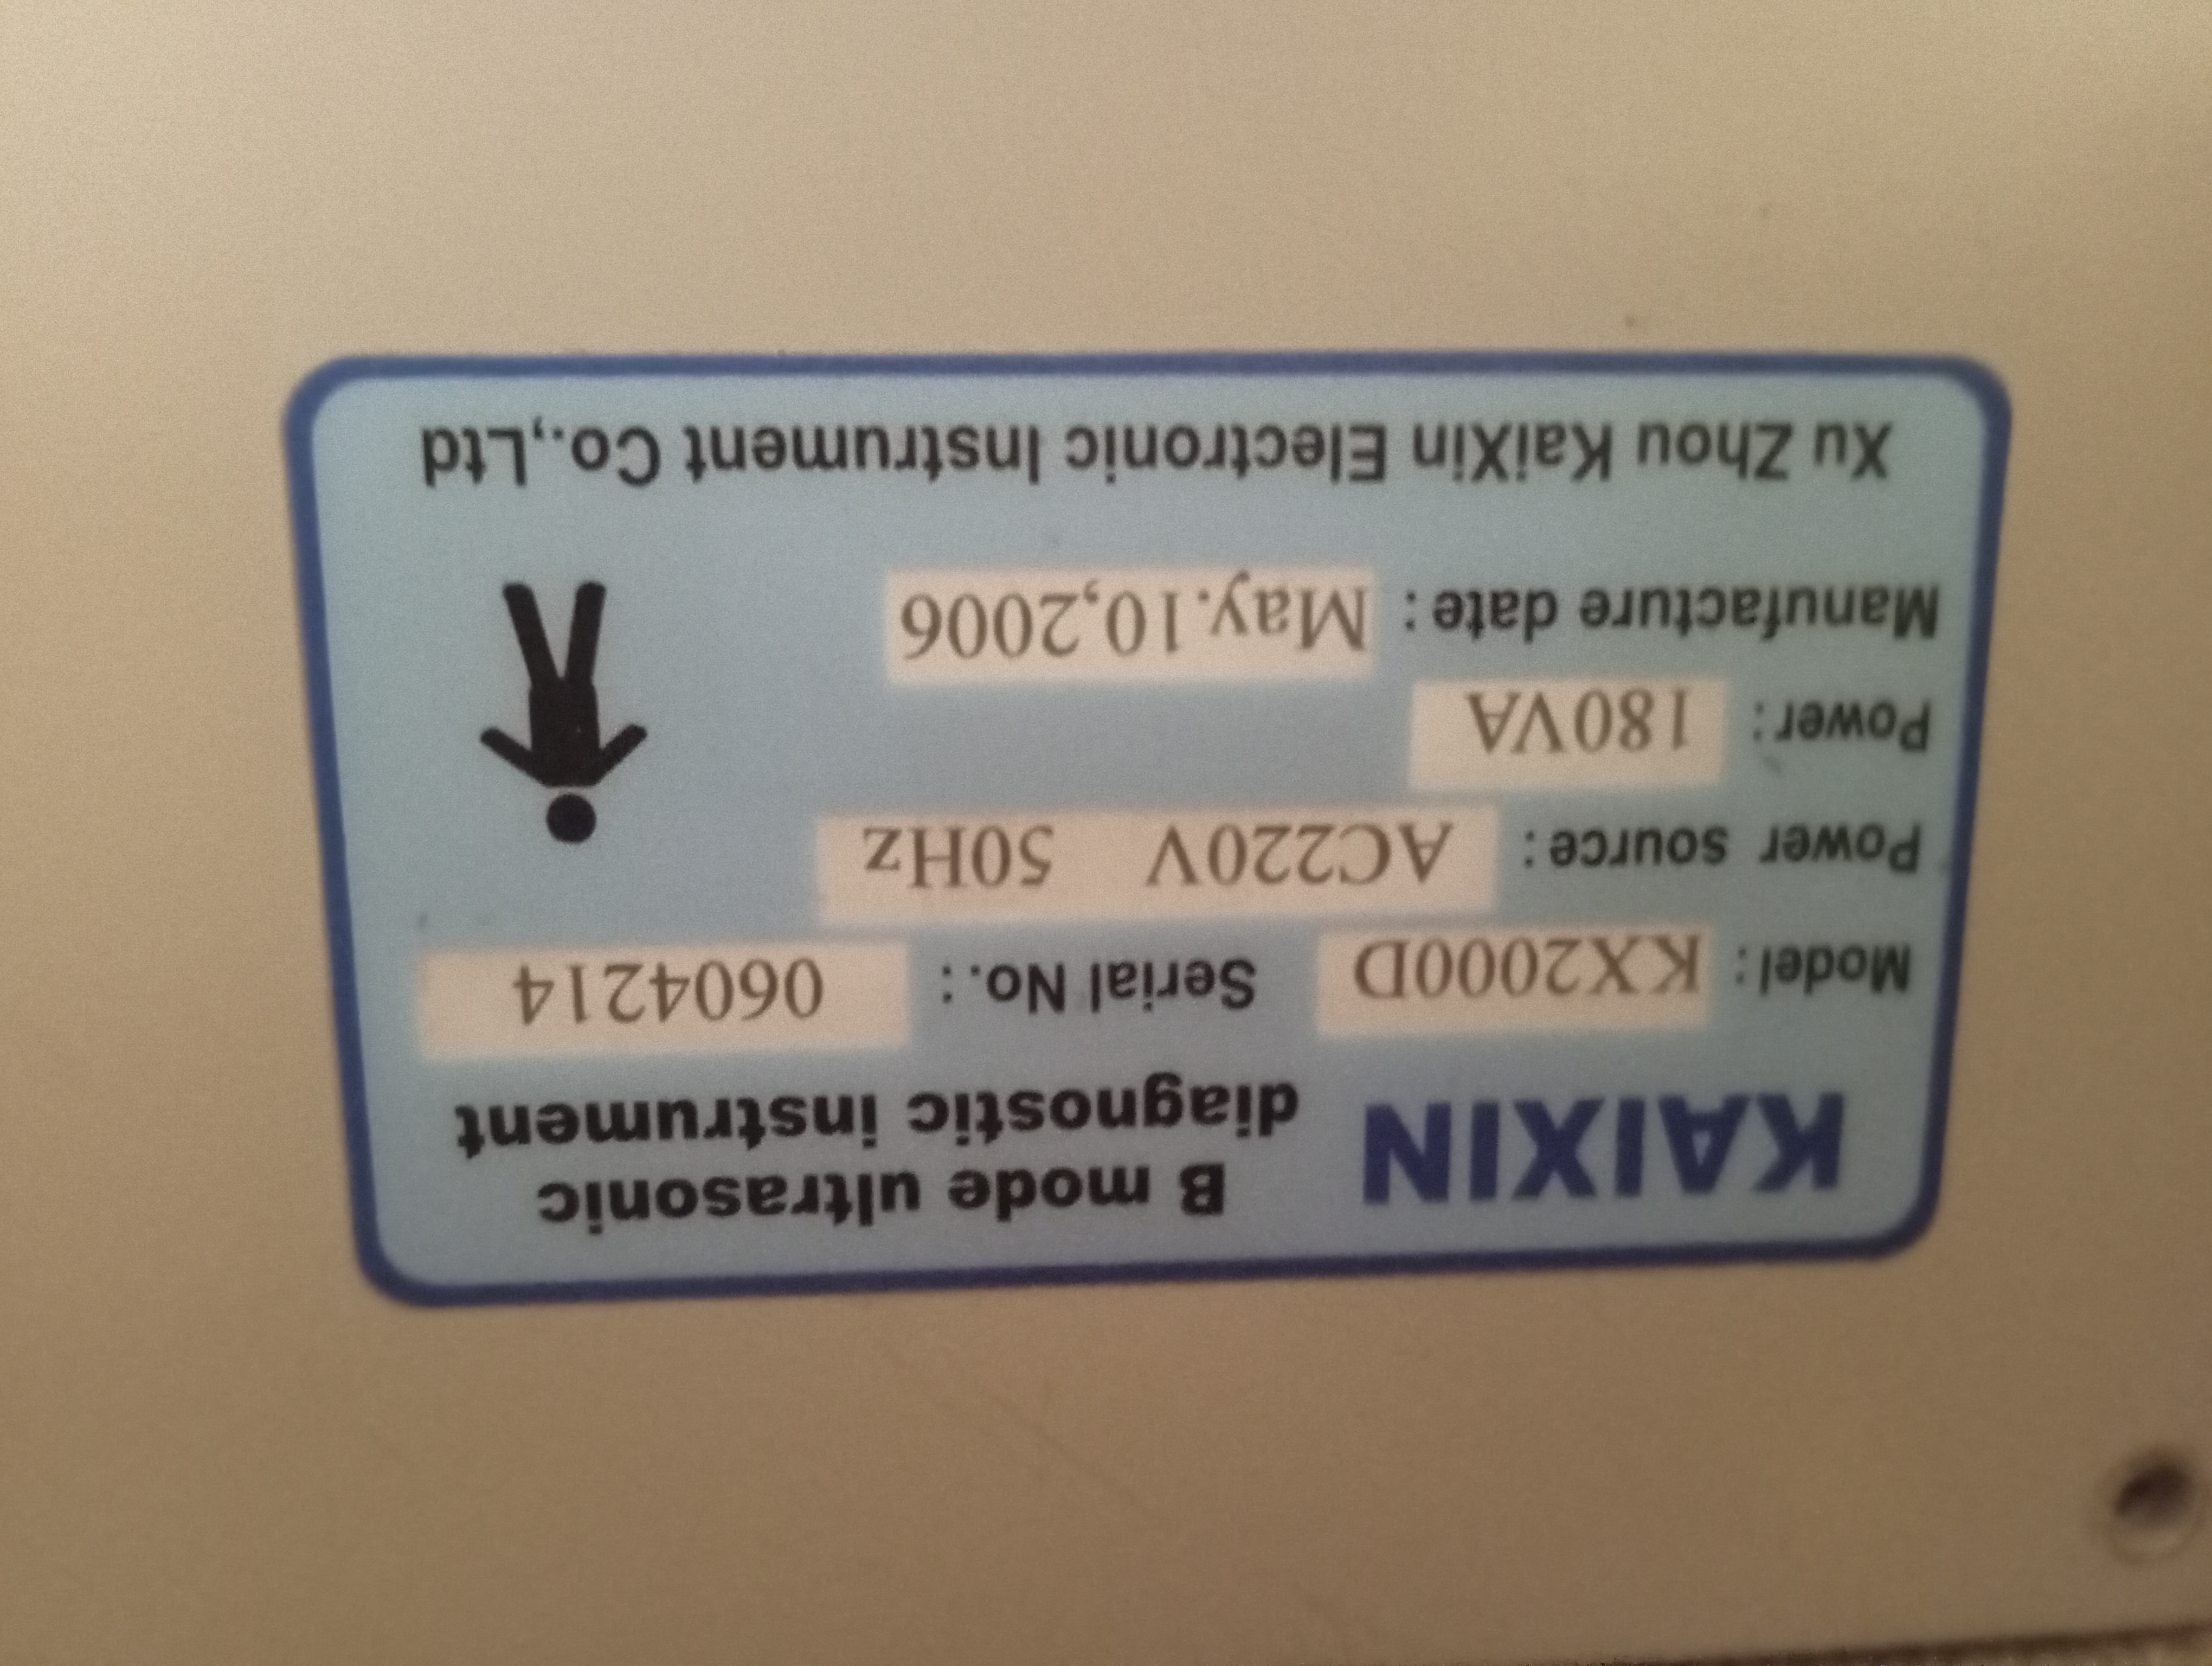 KAIXIN B mode ultrasonic
diagnostic instrument
Model: KX2000D Serial No.: 0604214
Power source: AC220V 50Hz
Power: 180VA
Manufacture date: May.10,2006
Xu Zhou KaiXin Electronic Instrument Co.,Ltd